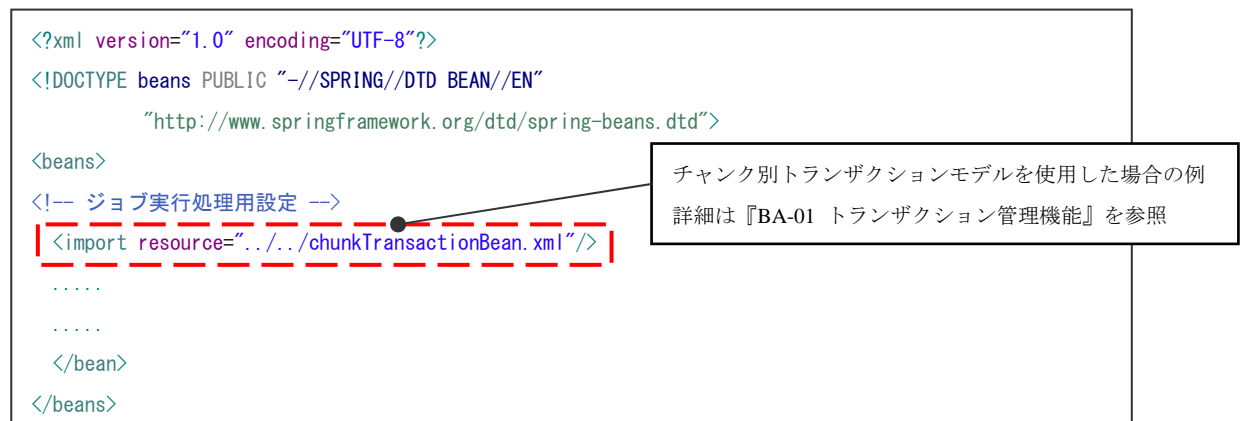 <?xml version="1.0" encoding="UTF-8"?>
<!DOCTYPE beans PUBLIC "-//SPRING//DTD BEAN//EN"
"http://www.springframework.org/dtd/spring-beans.dtd">
<beans>
チャンク別トランザクションモデルを使用した場合の例
詳細は『BA-01 トランザクション管理機能』を参照
<!-- ジョブ実行処理用設定 -->
<import resource="../../chunkTransactionBean.xml"/>
.....
.....
</bean>
</beans>